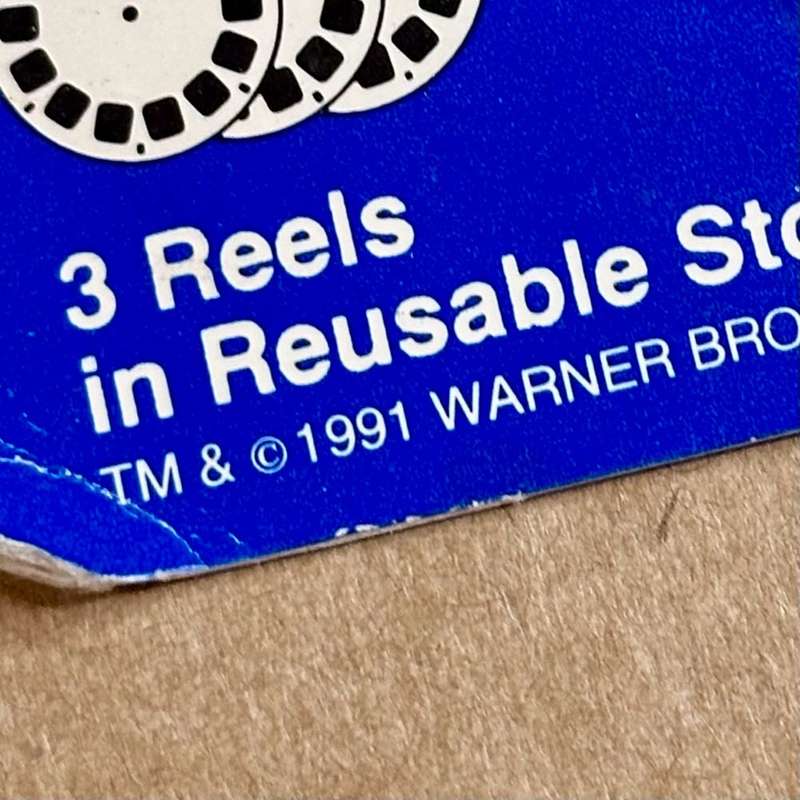 3 Reels
in Reusable Sto
TM & ©1991 WARNER BRO